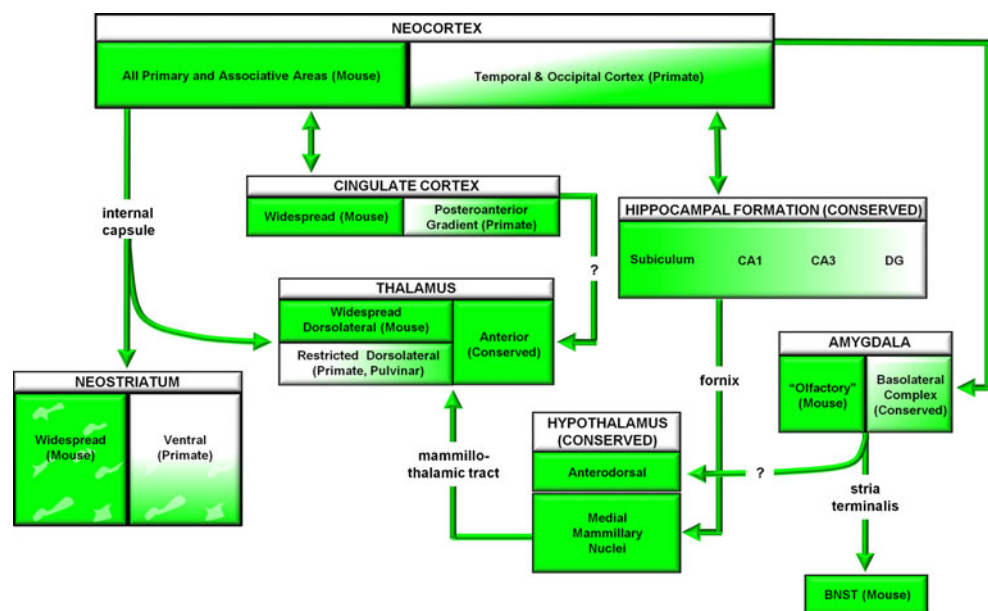 NEOCORTEX
All Primary and Associative Areas (Mouse)
Temporal & Occipital Cortex (Primate)
CINGULATE CORTEX
Widespread (Mouse)
Posteroanterior
Gradient (Primate)
internal
capsule
HIPPOCAMPAL FORMATION (CONSERVED)
Subiculum
CA1
CA3
DG
?
THALAMUS
Widespread
Dorsolateral (Mouse)
Restricted Dorsolateral
(Primate, Pulvinar)
Anterior
(Conserved)
AMYGDALA
"Olfactory"
(Mouse)
Basolateral
Complex
(Conserved)
fornix
NEOSTRIATUM
Widespread
(Mouse)
Ventral
(Primate)
HYPOTHALAMUS
(CONSERVED)
Anterodorsal
Medial
Mammillary
Nuclei
mammillo-
thalamic tract
?
stria
terminalis
BNST (Mouse)